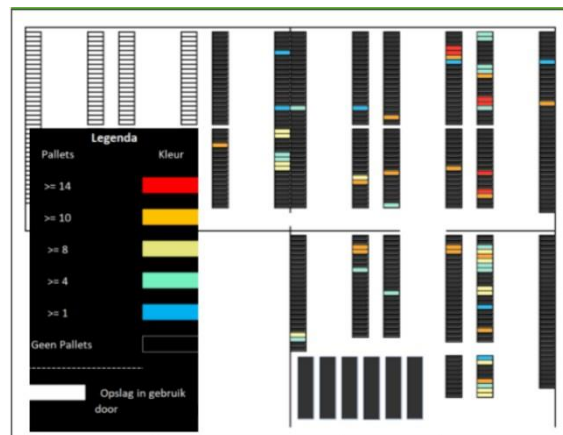 Legenda
Pallets Kleur
>= 14
>= 10
>= 8
>= 4
>= 1
Geen Pallets
Opslag in gebruik
door